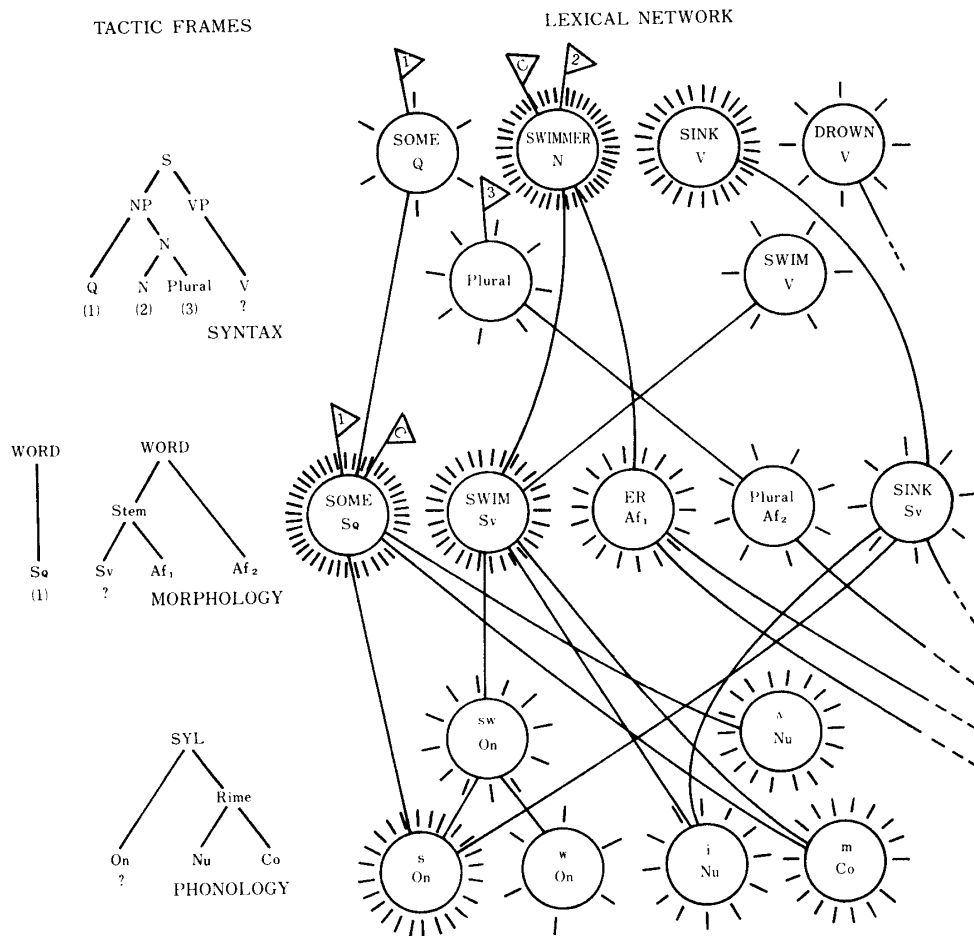 TACTIC FRAMES
LEXICAL NETWORK
1
C
2
SOME
Q
SWIMMER
N
SINK
V
DROWN
V
S
NP VP
N
Q N Plural V
(1) (2) (3) ?
SYNTAX
3
Plural
SWIM
V
WORD WORD
Stem
SQ Sv Af1 Af2
(1) ?
MORPHOLOGY
1
C
SOME
SQ
SWIM
Sv
ER
Af1
Plural
Af2
SINK
Sv
SYL
Rime
On Nu Co
?
PHONOLOGY
sw
On
ʌ
Nu
s
On
w
On
i
Nu
m
Co